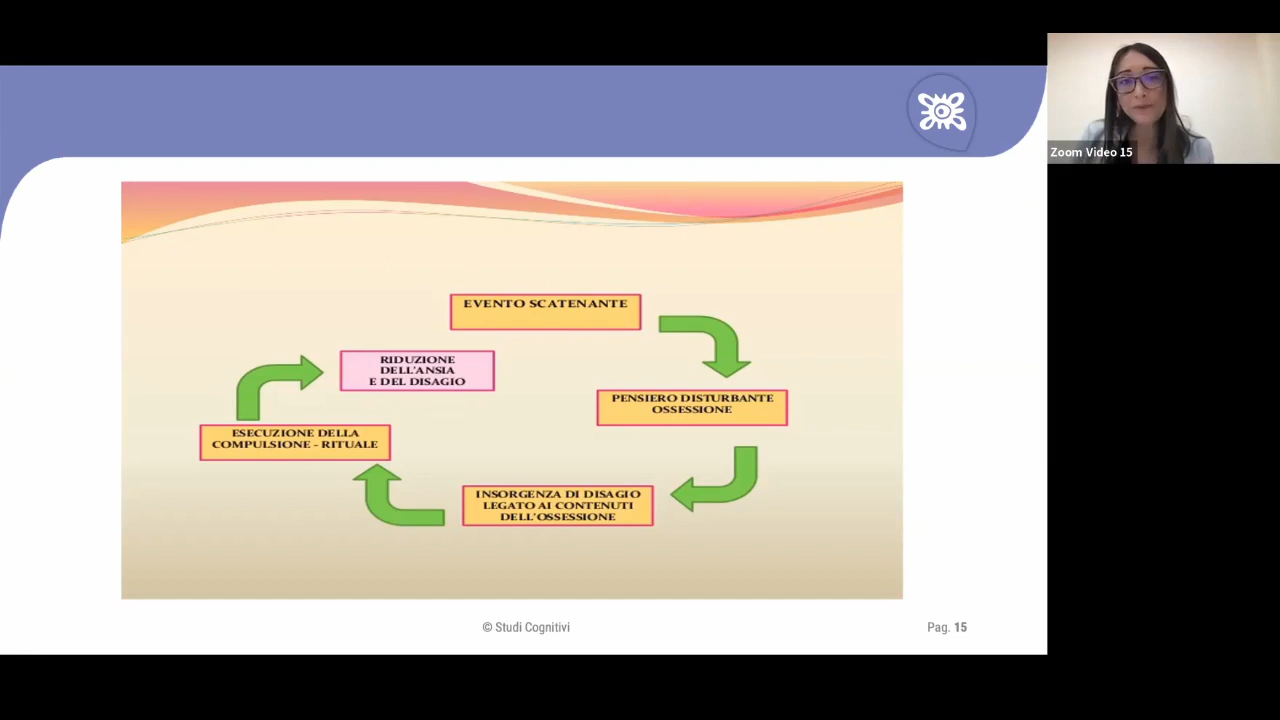 Zoom Video 15
EVENTO SCATENANTE
RIDUZIONE
DELL'ANSIA
E DEL DISAGIO
PENSIERO DISTURBANTE
OSSESSIONE
ESECUZIONE DELLA
COMPULSIONE - RITUALE
INSORGENZA DI DISAGIO
LEGATO AI CONTENUTI
DELL'OSSESSIONE
© Studi Cognitivi
Pag. 15